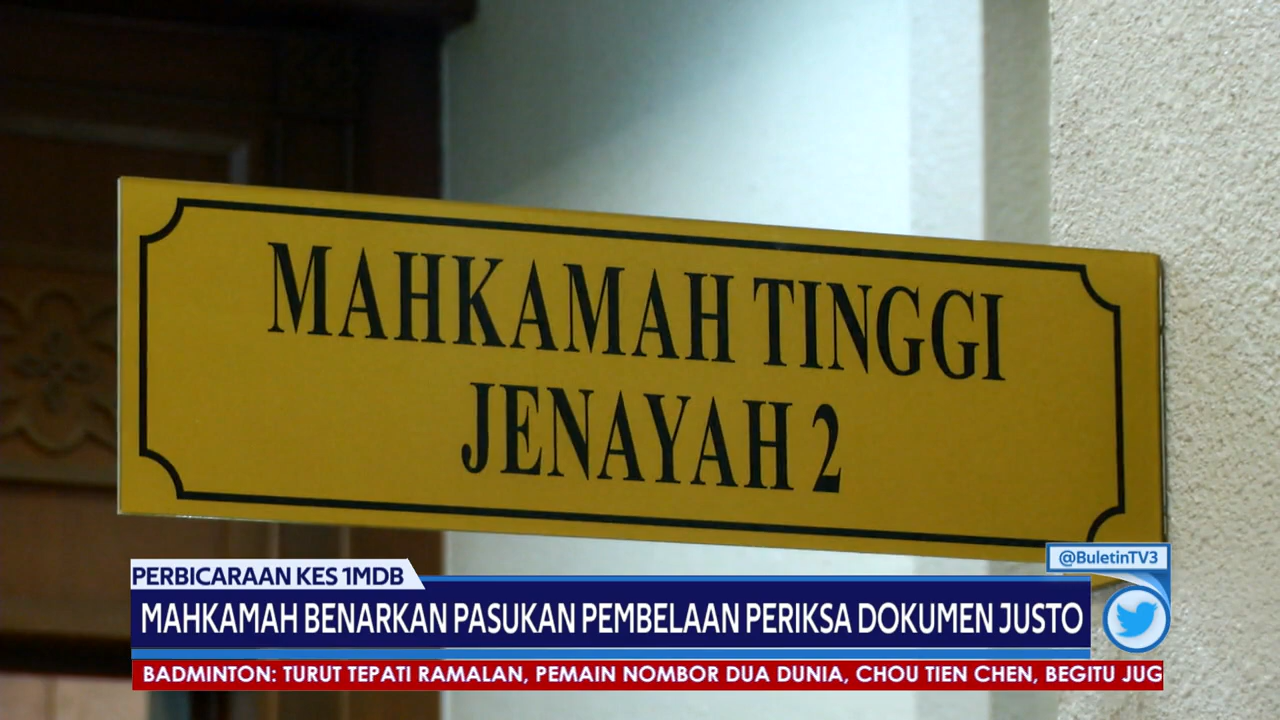 MAHKAMAH TINGGI
JENAYAH 2
@BuletinTV3
PERBICARAAN KES 1MDB
MAHKAMAH BENARKAN PASUKAN PEMBELAAN PERIKSA DOKUMEN JUSTO
BADMINTON: TURUT TEPATI RAMALAN, PEMAIN NOMBOR DUA DUNIA, CHOU TIEN CHEN, BEGITU JUG